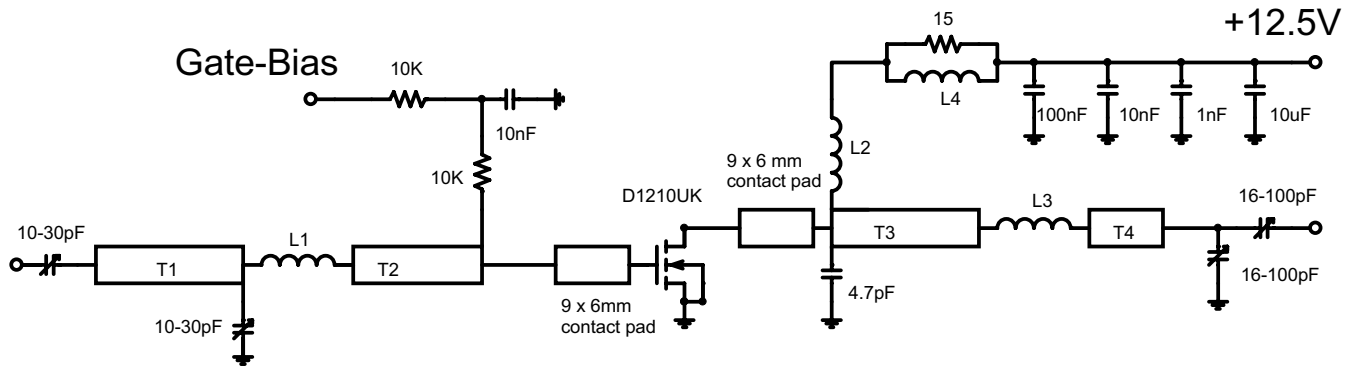 15
+12.5V
Gate-Bias
10K
L4
100nF
10nF
1nF
10uF
10nF
L2
9 x 6 mm
contact pad
10K
D1210UK
10-30pF
L1
L3
16-100pF
T1
T2
T3
T4
10-30pF
9 x 6mm
contact pad
4.7pF
16-100pF